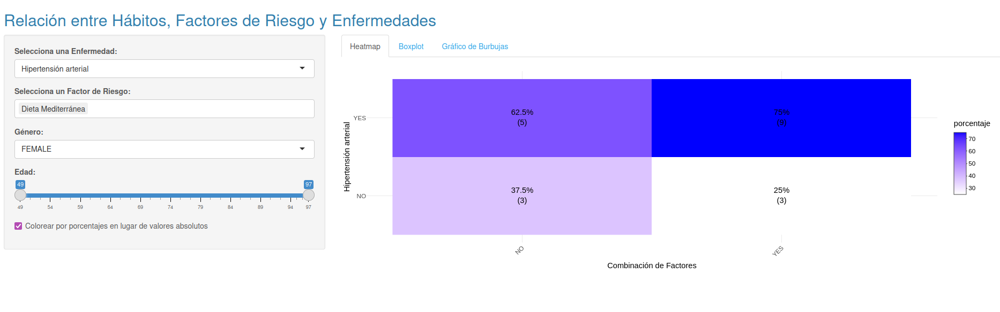 Relación entre Hábitos, Factores de Riesgo y Enfermedades
Selecciona una Enfermedad:
Hipertensión arterial
Selecciona un Factor de Riesgo:
Dieta Mediterránea
Género:
FEMALE
Edad:
49 97
49 54 59 64 69 74 79 84 89 94 97
Colorear por porcentajes en lugar de valores absolutos
Heatmap Boxplot Gráfico de Burbujas
Hipertensión arterial
YES
62.5%
(5)
75%
(9)
NO
37.5%
(3)
25%
(3)
NO YES
Combinación de Factores
porcentaje
70
60
50
40
30